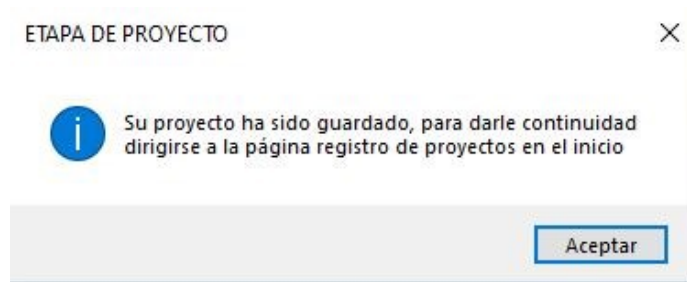 ETAPA DE PROYECTO
Su proyecto ha sido guardado, para darle continuidad
dirigirse a la página registro de proyectos en el inicio
Aceptar